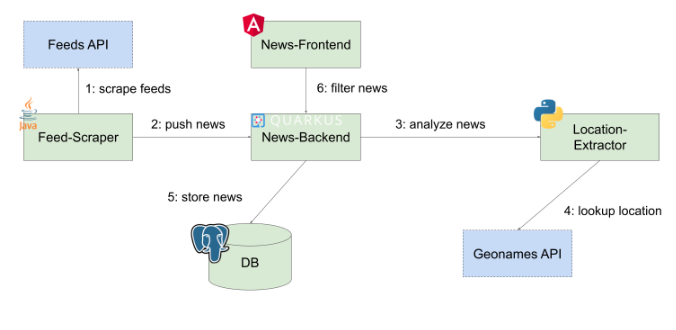 Feeds API
News-Frontend
1: scrape feeds
6: filter news
Java
Feed-Scraper
2: push news
QUARKUS
News-Backend
3: analyze news
Location-
Extractor
5: store news
4: lookup location
DB
Geonames API